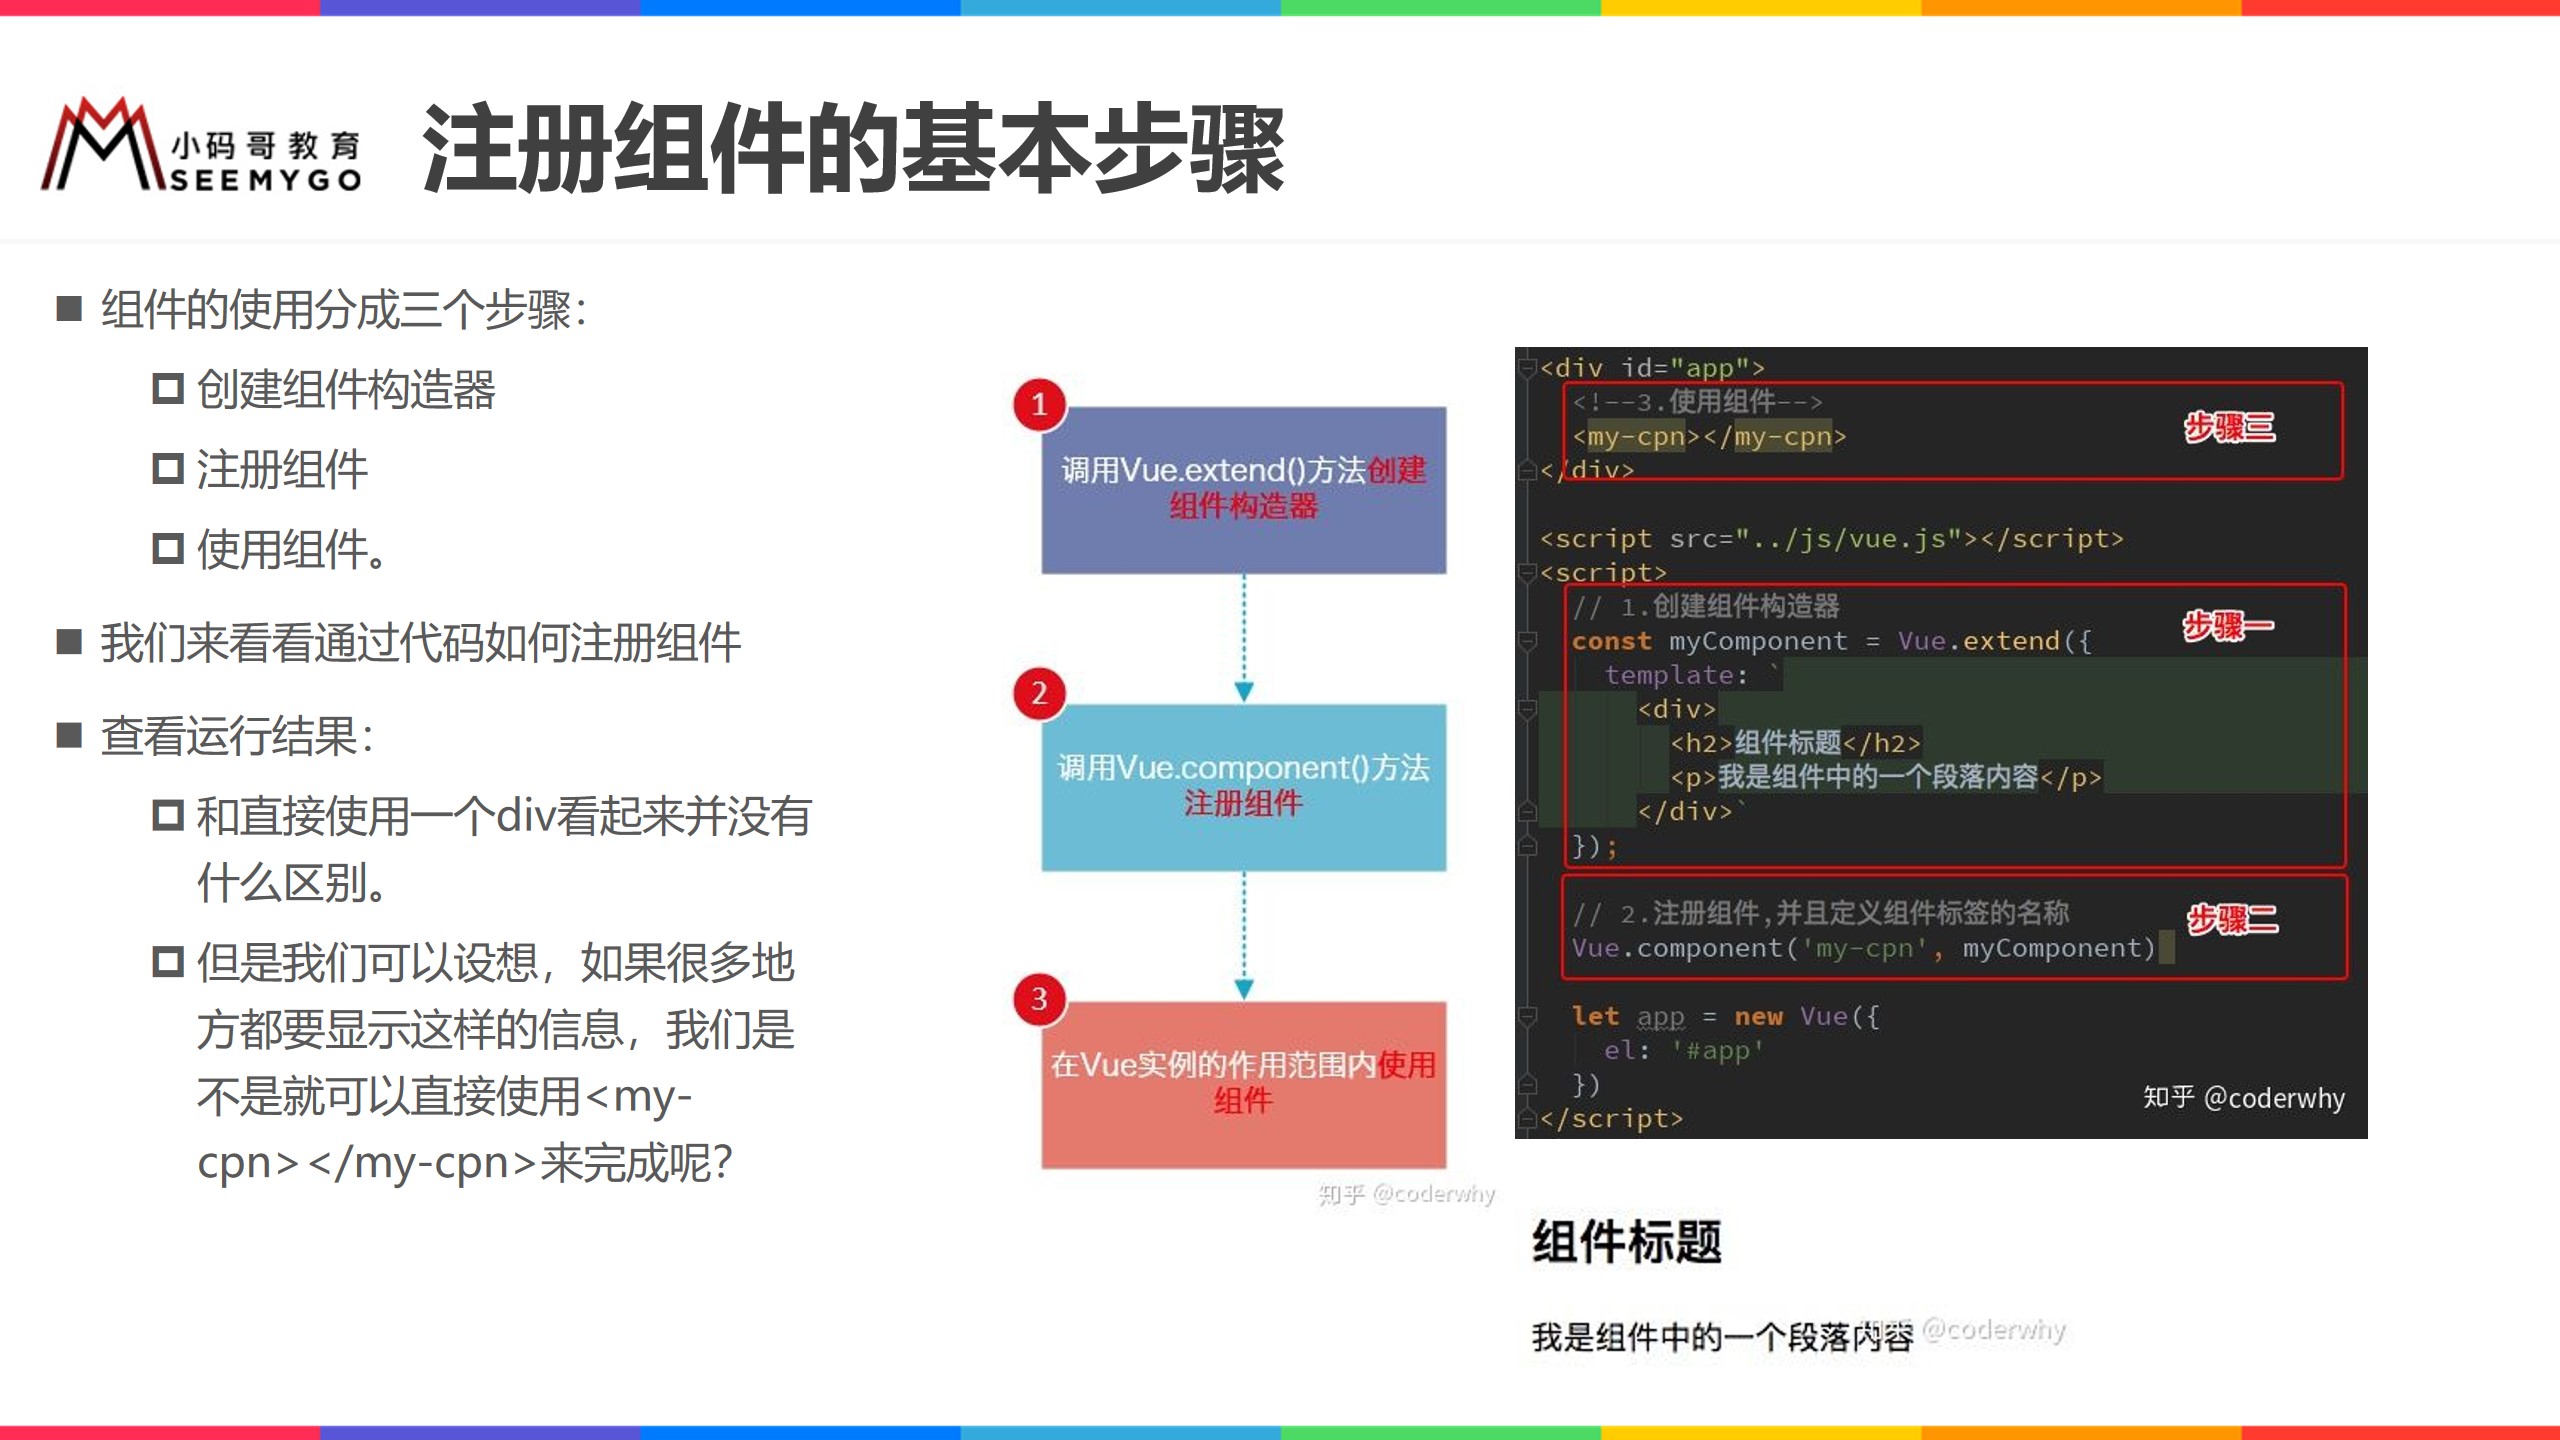 小码哥教育
SEEMYGO
注册组件的基本步骤
组件的使用分成三个步骤：
创建组件构造器
注册组件
使用组件。
我们来看看通过代码如何注册组件
查看运行结果：
和直接使用一个div看起来并没有
什么区别。
但是我们可以设想，如果很多地
方都要显示这样的信息，我们是
不是就可以直接使用<my-
cpn></my-cpn>来完成呢？
1
调用Vue.extend()方法创建
组件构造器
2
调用Vue.component()方法
注册组件
3
在Vue实例的作用范围内使用
组件
知乎 @coderwhy
<div id="app">
<!--3.使用组件-->
步骤三
<my-cpn></my-cpn>
</div>
<script src="../js/vue.js"></script>
<script>
// 1.创建组件构造器
步骤一
const myComponent = Vue.extend({
template: `
<div>
<h2>组件标题</h2>
<p>我是组件中的一个段落内容</p>
</div>`
});
// 2.注册组件,并且定义组件标签的名称
步骤二
Vue.component('my-cpn', myComponent)
let app = new Vue({
el: '#app'
})
知乎 @coderwhy
</script>
组件标题
我是组件中的一个段落内容
@coderwhy